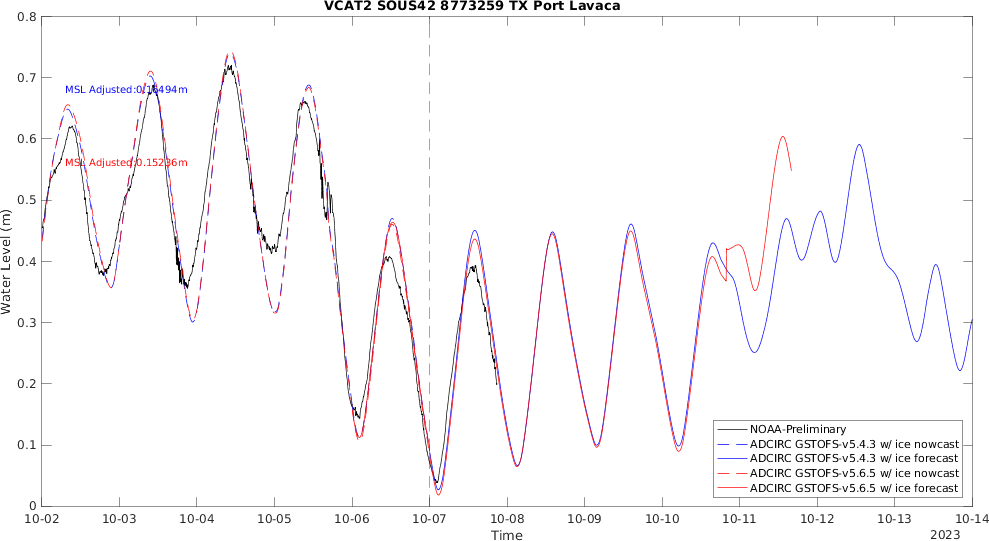 VCAT2 SOUS42 8773259 TX Port Lavaca
0.8
0.7
0.6
0.5
0.4
0.3
0.2
0.1
0
Water Level (m)
MSL Adjusted:0.15494m
MSL Adjusted:0.15236m
NOAA-Preliminary
ADCIRC GSTOFS-v5.4.3 w/ ice nowcast
ADCIRC GSTOFS-v5.4.3 w/ ice forecast
ADCIRC GSTOFS-v5.6.5 w/ ice nowcast
ADCIRC GSTOFS-v5.6.5 w/ ice forecast
10-02 10-03 10-04 10-05 10-06 10-07 10-08 10-09 10-10 10-11 10-12 10-13 10-14
Time
2023